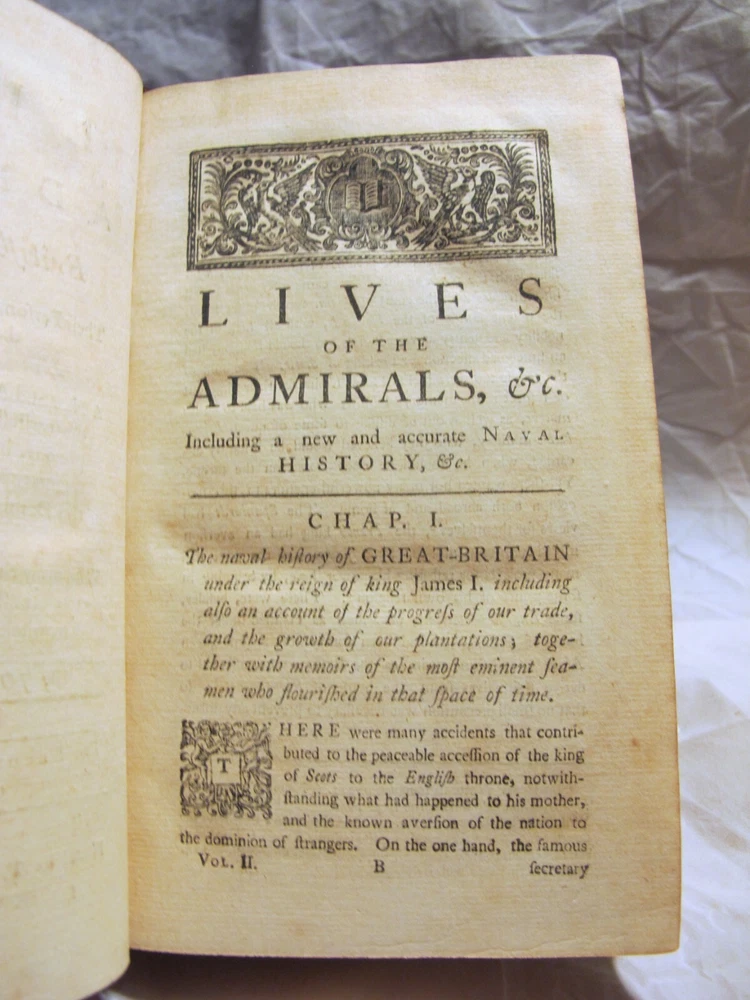 LIVES
OF THE
ADMIRALS, &c.
Including a new and accurate NAVAL
HISTORY, &c.
CHAP. I.
The naval hiſtory of GREAT-BRITAIN
under the reign of king James I. including
alſo an account of the progreſs of our trade,
and the growth of our plantations; toge-
ther with memoirs of the moſt eminent ſea-
men who flouriſhed in that ſpace of time.
THERE were many accidents that contri-
buted to the peaceable acceſſion of the king
of Scots to the Engliſh throne, notwith-
ſtanding what had happened to his mother,
and the known averſion of the nation to
the dominion of ſtrangers. On the one hand, the famous
VOL. II. B ſecretary